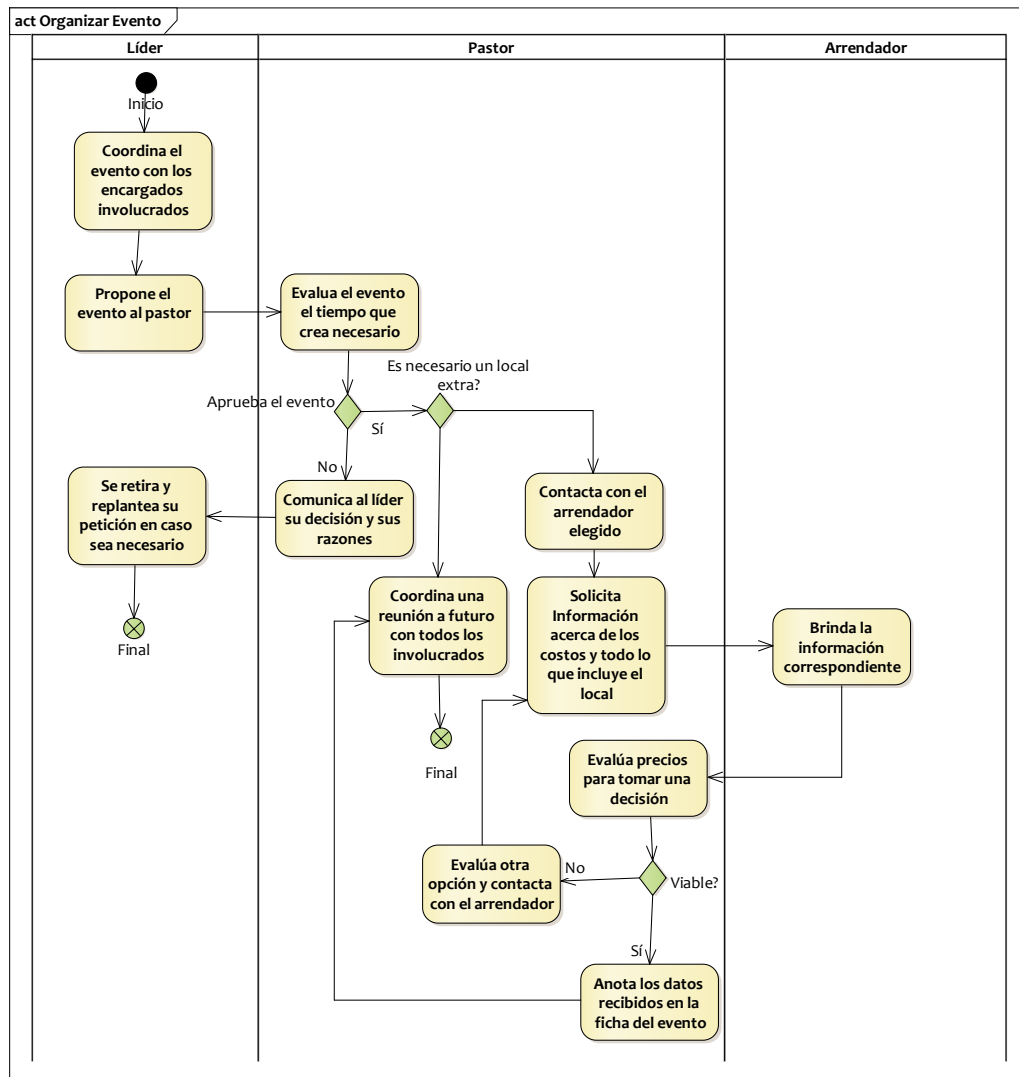 act Organizar Evento
Líder
Pastor
Arrendador
Inicio
Coordina el
evento con los
encargados
involucrados
Propone el
evento al pastor
Evalua el evento
el tiempo que
crea necesario
Es necesario un local
extra?
Aprueba el evento
Sí
No
Se retira y
replantea su
petición en caso
sea necesario
Comunica al líder
su decisión y sus
razones
Contacta con el
arrendador
elegido
Final
Coordina una
reunión a futuro
con todos los
involucrados
Solicita
Información
acerca de los
costos y todo lo
que incluye el
local
Brinda la
información
correspondiente
Final
Evalúa precios
para tomar una
decisión
Evalúa otra
opción y contacta
con el arrendador
No
Viable?
Sí
Anota los datos
recibidos en la
ficha del evento